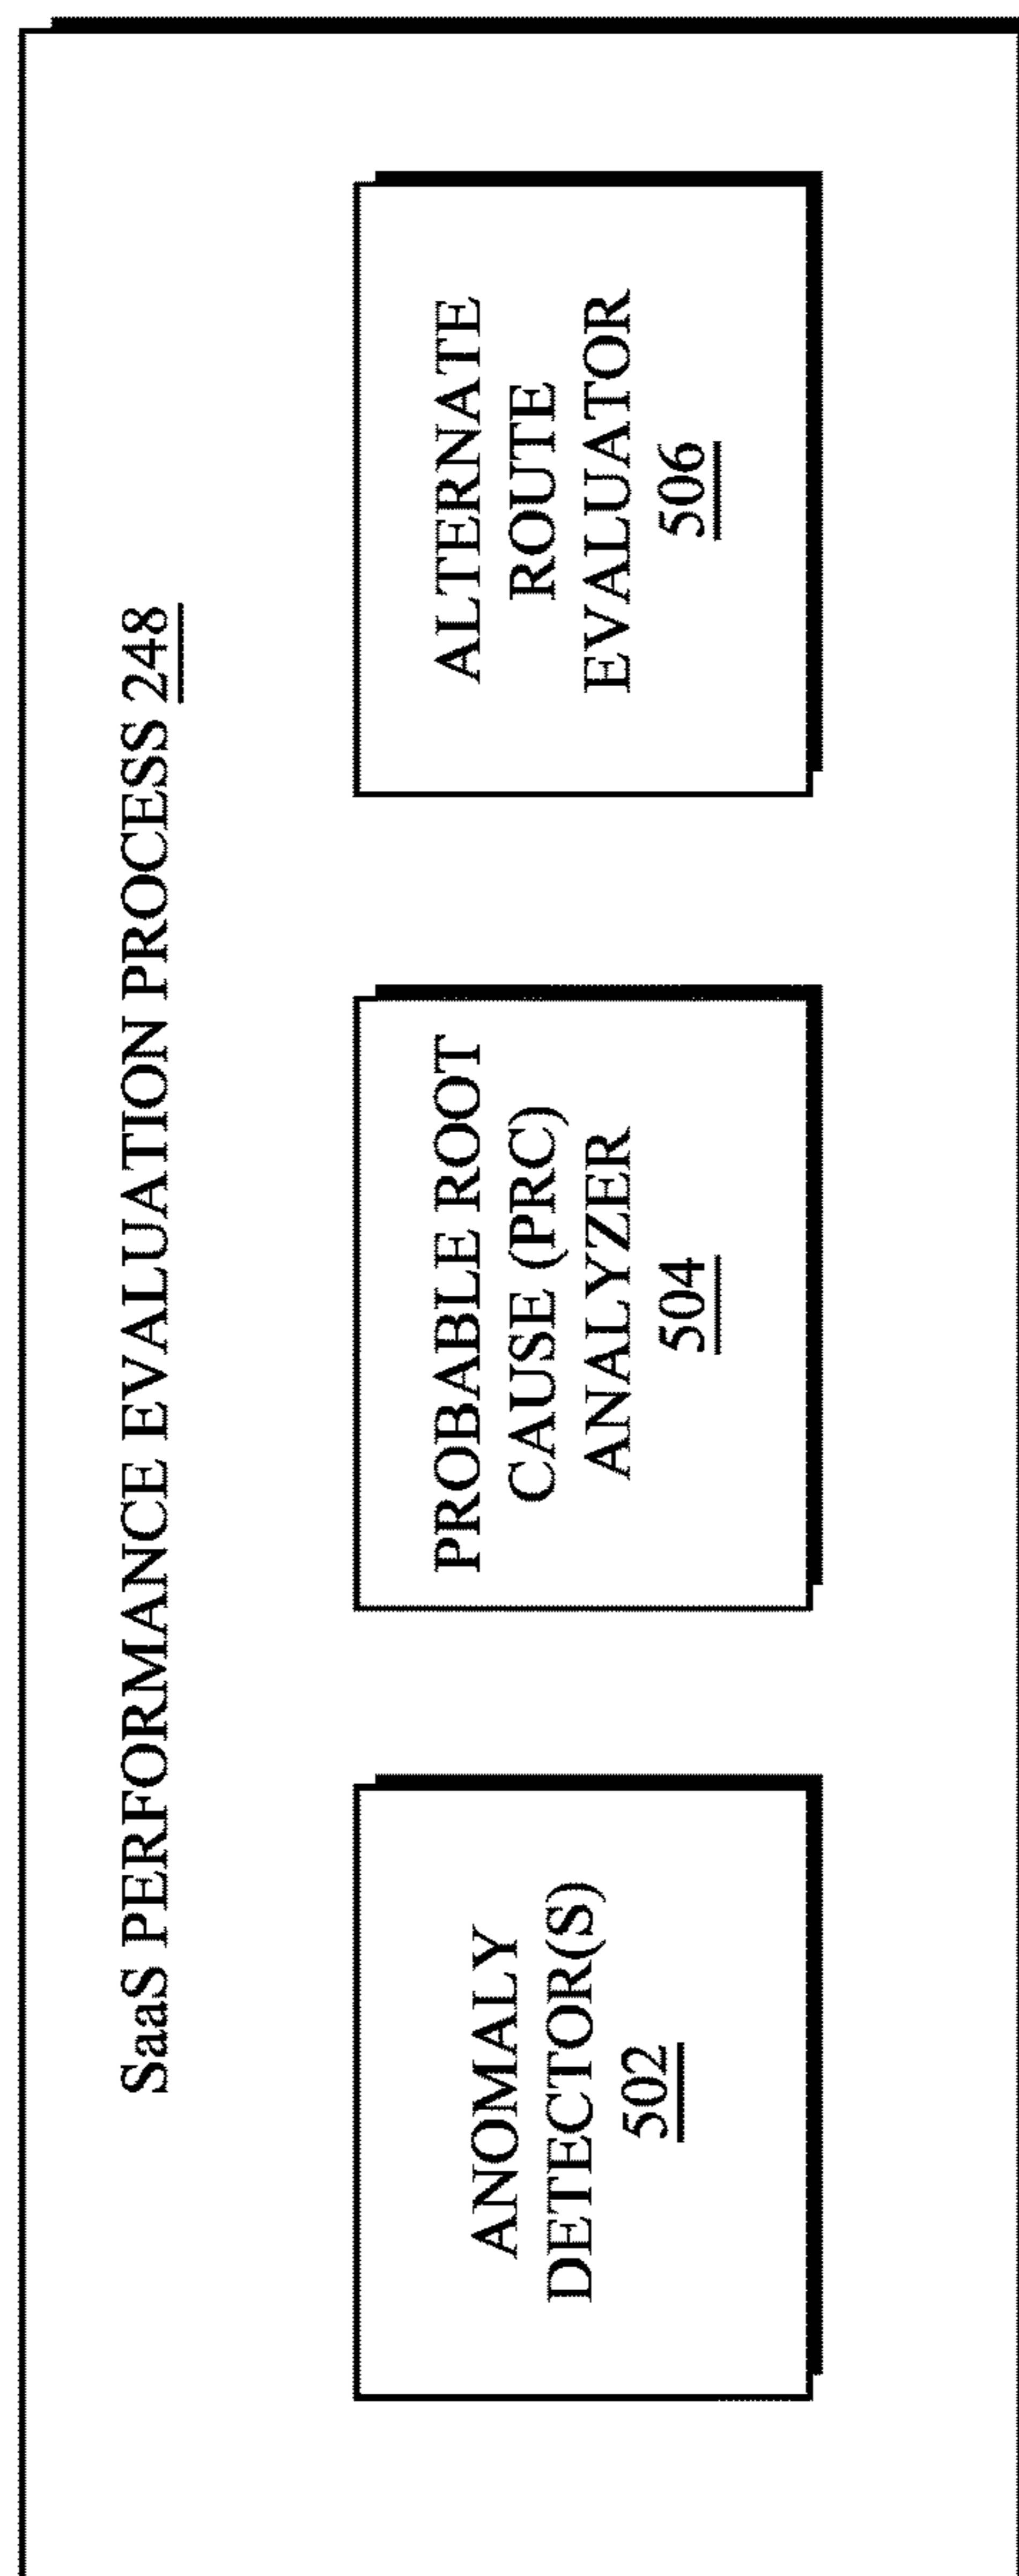 SaaS PERFORMANCE EVALUATION PROCESS 248
ANOMALY
DETECTOR(S)
502
PROBABLE ROOT
CAUSE (PRC)
ANALYZER
504
ALTERNATE
ROUTE
EVALUATOR
506